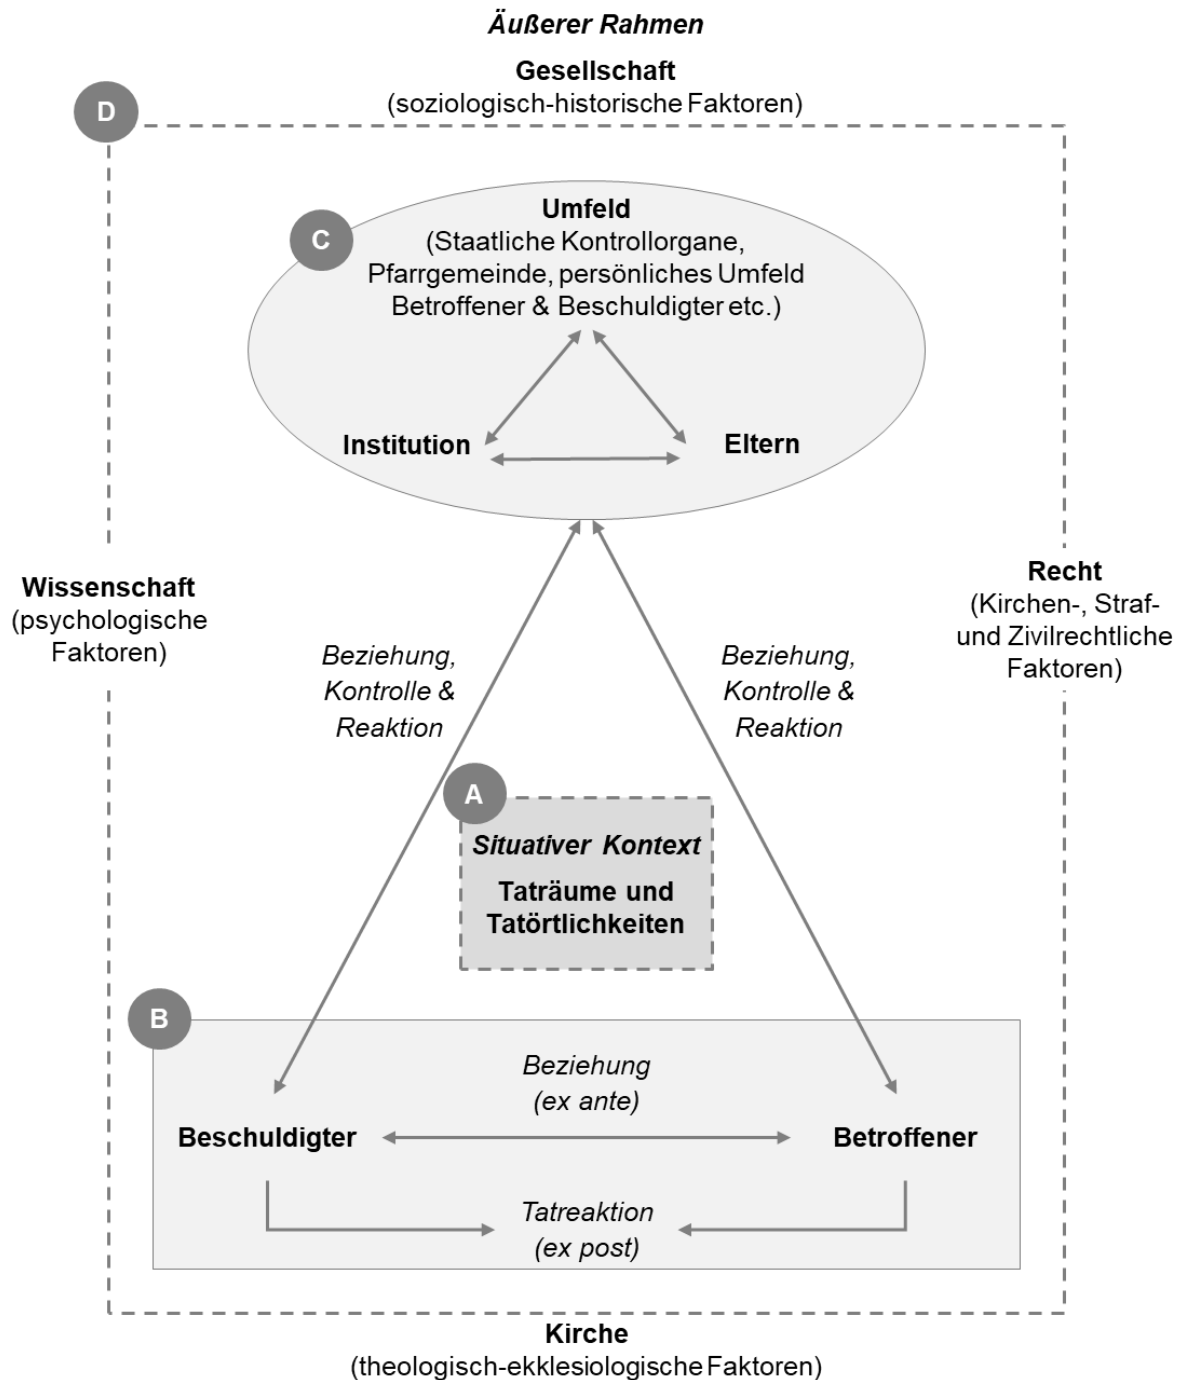 Äußerer Rahmen
Gesellschaft
(soziologisch-historische Faktoren)
D
C
Umfeld
(Staatliche Kontrollorgane,
Pfarrgemeinde, persönliches Umfeld
Betroffener & Beschuldigter etc.)
Institution
Eltern
Wissenschaft
(psychologische
Faktoren)
Recht
(Kirchen-, Straf-
und Zivilrechtliche
Faktoren)
Beziehung,
Kontrolle &
Reaktion
Beziehung,
Kontrolle &
Reaktion
A
Situativer Kontext
Taträume und
Tatörtlichkeiten
B
Beziehung
(ex ante)
Beschuldigter
Betroffener
Tatreaktion
(ex post)
Kirche
(theologisch-ekklesiologische Faktoren)